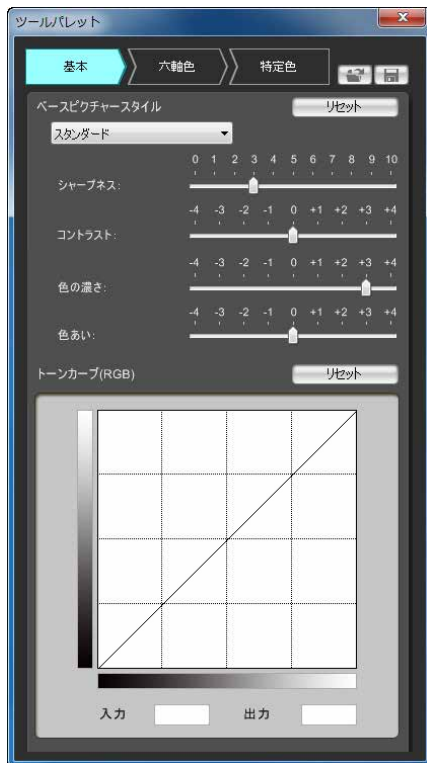 ツールパレット
基本 六軸色 特定色
ベースピクチャースタイル リセット
スタンダード
0 1 2 3 4 5 6 7 8 9 10
シャープネス:
-4 -3 -2 -1 0 +1 +2 +3 +4
コントラスト:
-4 -3 -2 -1 0 +1 +2 +3 +4
色の濃さ:
-4 -3 -2 -1 0 +1 +2 +3 +4
色あい:
トーンカーブ(RGB) リセット
入力 出力